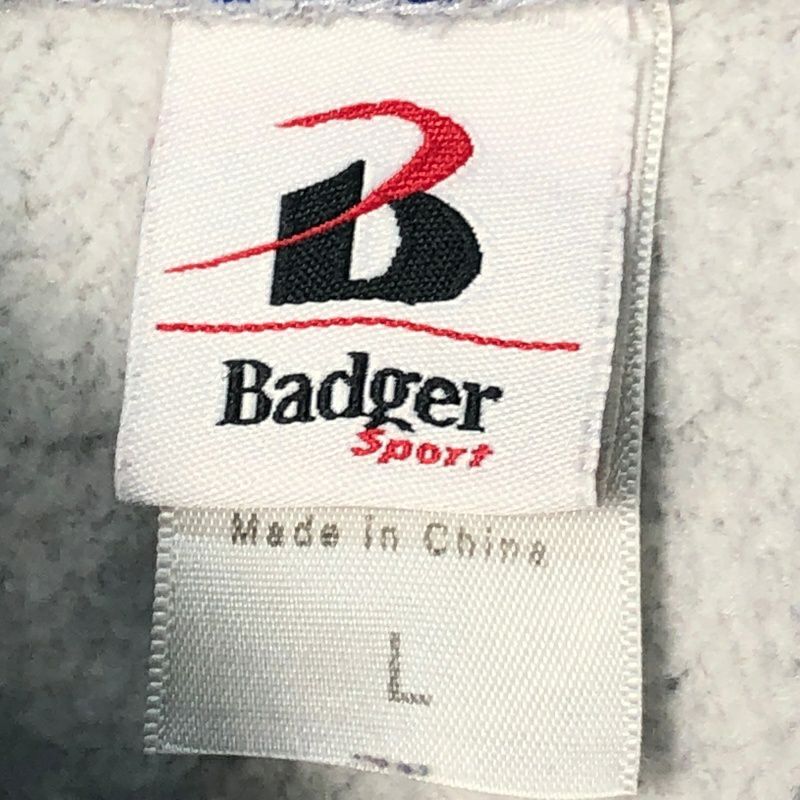 B
Badger
Sport
Made in China
L